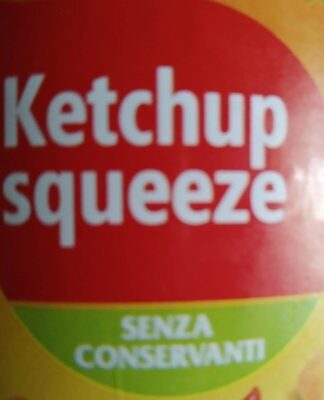 Ketchup
squeeze
SENZA
CONSERVANTI